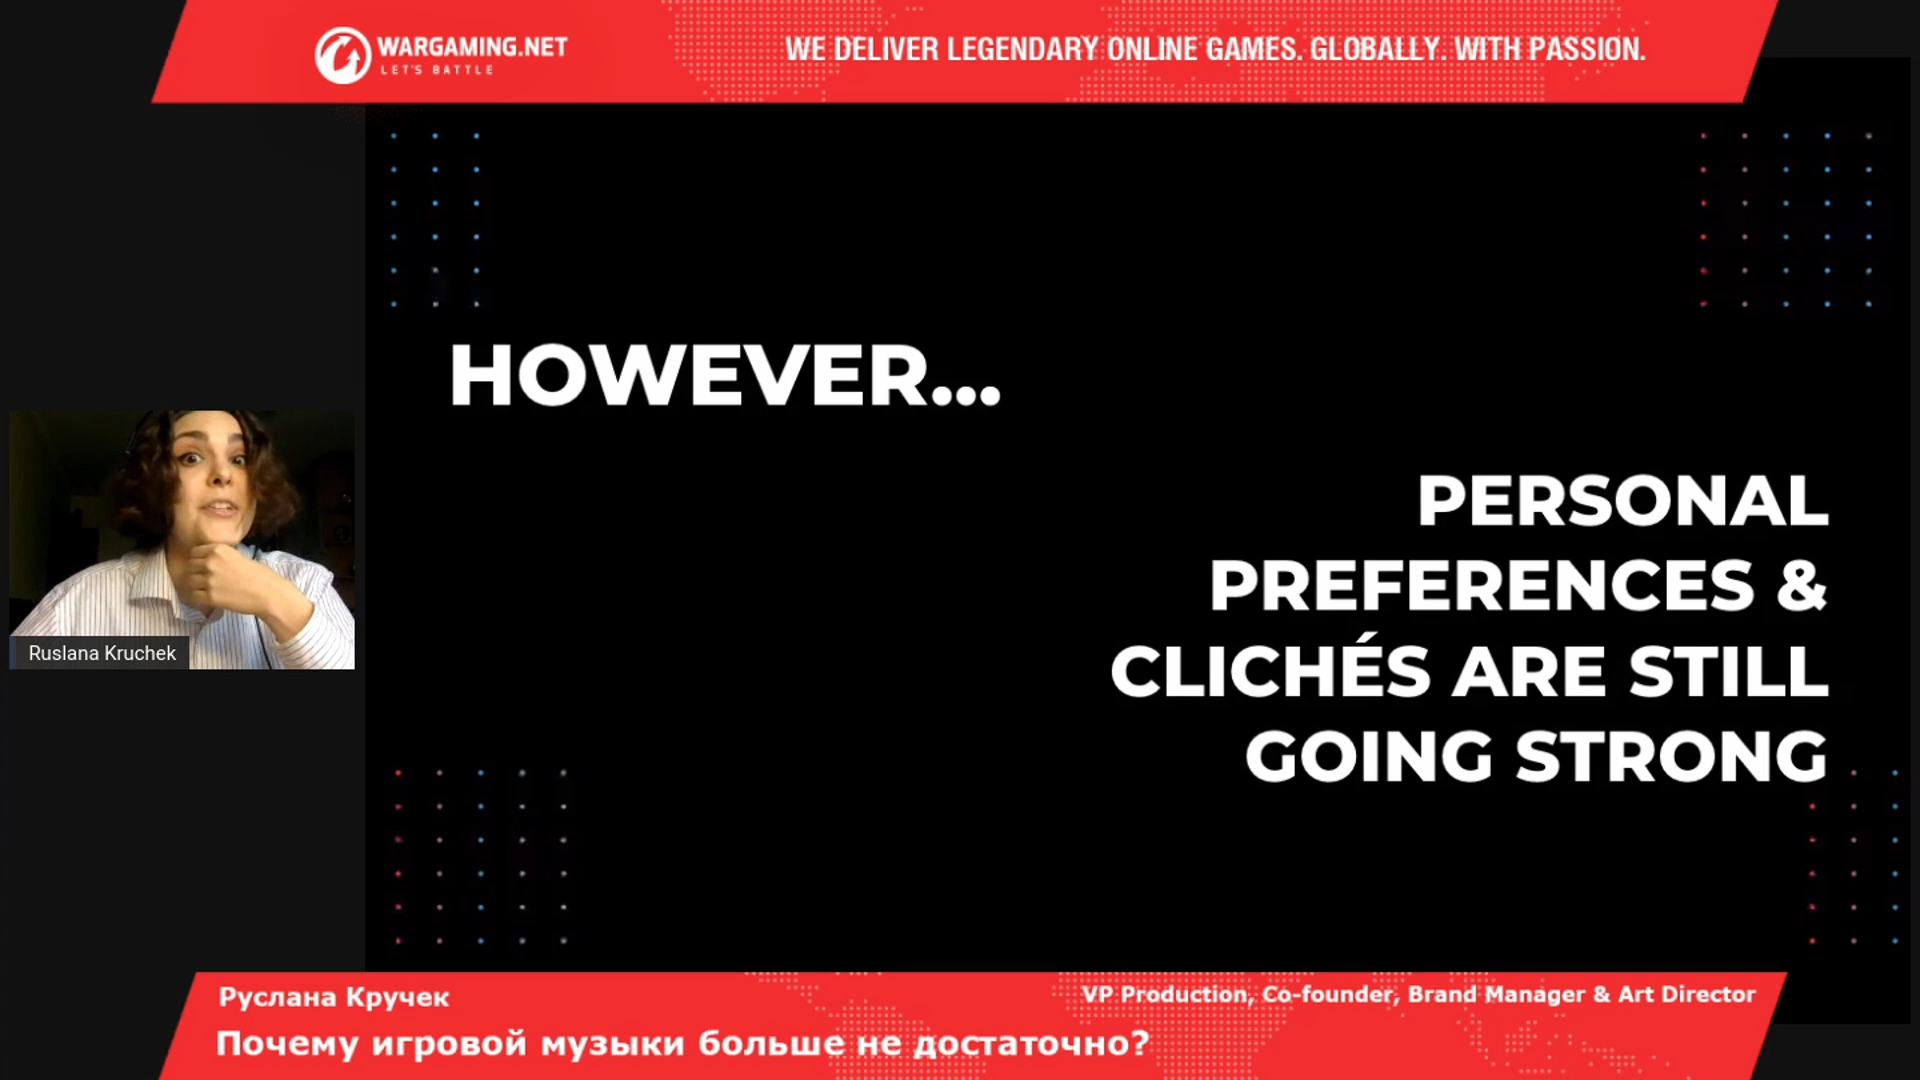 WARGAMING.NET
LET'S BATTLE
WE DELIVER LEGENDARY ONLINE GAMES. GLOBALLY. WITH PASSION.
HOWEVER...
PERSONAL
PREFERENCES &
CLICHÉS ARE STILL
GOING STRONG
Ruslana Kruchek
Руслана Кручек
VP Production, Co-founder, Brand Manager & Art Director
Почему игровой музыки больше не достаточно?